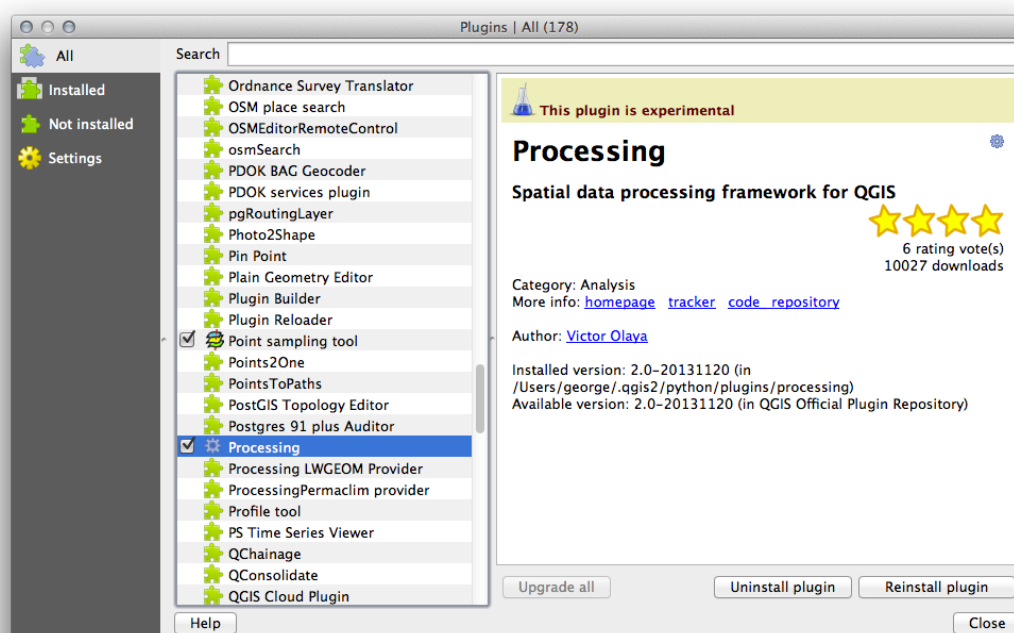 Plugins | All (178)
All
Installed
Not installed
Settings
Search
Ordnance Survey Translator
OSM place search
OSMEditorRemoteControl
osmSearch
PDOK BAG Geocoder
PDOK services plugin
pgRoutingLayer
Photo2Shape
Pin Point
Plain Geometry Editor
Plugin Builder
Plugin Reloader
Point sampling tool
Points2One
PointsToPaths
PostGIS Topology Editor
Postgres 91 plus Auditor
Processing
Processing LWGEOM Provider
ProcessingPermaclim provider
Profile tool
PS Time Series Viewer
QChainage
QConsolidate
QGIS Cloud Plugin
This plugin is experimental
Processing
Spatial data processing framework for QGIS
6 rating vote(s)
10027 downloads
Category: Analysis
More info: homepage tracker code_repository
Author: Victor Olaya
Installed version: 2.0-20131120 (in
/Users/george/.qgis2/python/plugins/processing)
Available version: 2.0-20131120 (in QGIS Official Plugin Repository)
Upgrade all
Uninstall plugin
Reinstall plugin
Help
Close